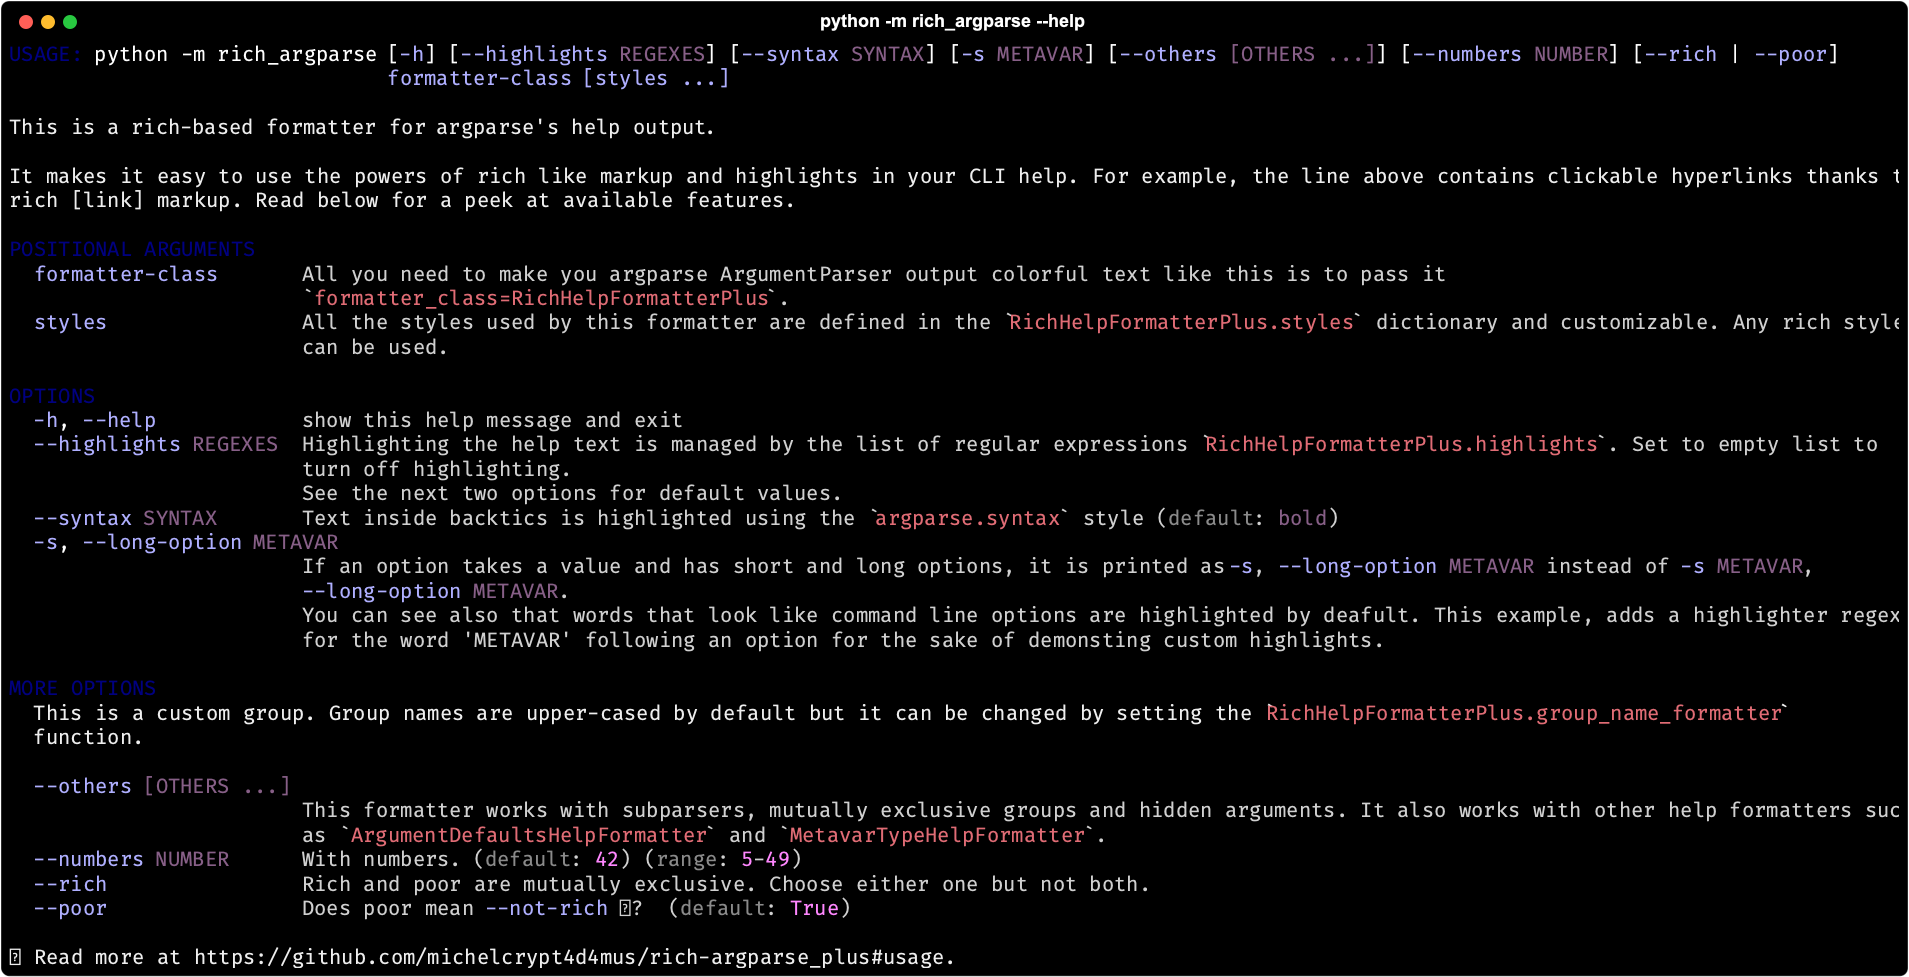 python -m rich_argparse --help
USAGE: python -m rich_argparse [-h] [--highlights REGEXES] [--syntax SYNTAX] [-s METAVAR] [--others [OTHERS ...]] [--numbers NUMBER] [--rich | --poor]
formatter-class [styles ...]
This is a rich-based formatter for argparse's help output.
It makes it easy to use the powers of rich like markup and highlights in your CLI help. For example, the line above contains clickable hyperlinks thanks t
rich [link] markup. Read below for a peek at available features.
POSITIONAL ARGUMENTS
formatter-class All you need to make you argparse ArgumentParser output colorful text like this is to pass it
`formatter_class=RichHelpFormatterPlus`.
styles All the styles used by this formatter are defined in the `RichHelpFormatterPlus.styles` dictionary and customizable. Any rich style
can be used.
OPTIONS
-h, --help show this help message and exit
--highlights REGEXES Highlighting the help text is managed by the list of regular expressions `RichHelpFormatterPlus.highlights`. Set to empty list to
turn off highlighting.
See the next two options for default values.
--syntax SYNTAX Text inside backtics is highlighted using the `argparse.syntax` style (default: bold)
-s, --long-option METAVAR
If an option takes a value and has short and long options, it is printed as -s, --long-option METAVAR instead of -s METAVAR,
--long-option METAVAR.
You can see also that words that look like command line options are highlighted by deafult. This example, adds a highlighter regex
for the word 'METAVAR' following an option for the sake of demonsting custom highlights.
MORE OPTIONS
This is a custom group. Group names are upper-cased by default but it can be changed by setting the `RichHelpFormatterPlus.group_name_formatter`
function.
--others [OTHERS ...]
This formatter works with subparsers, mutually exclusive groups and hidden arguments. It also works with other help formatters suc
as `ArgumentDefaultsHelpFormatter` and `MetavarTypeHelpFormatter`.
--numbers NUMBER With numbers. (default: 42) (range: 5-49)
--rich Rich and poor are mutually exclusive. Choose either one but not both.
--poor Does poor mean --not-rich ? (default: True)
Read more at https://github.com/michelcrypt4d4mus/rich-argparse_plus#usage.